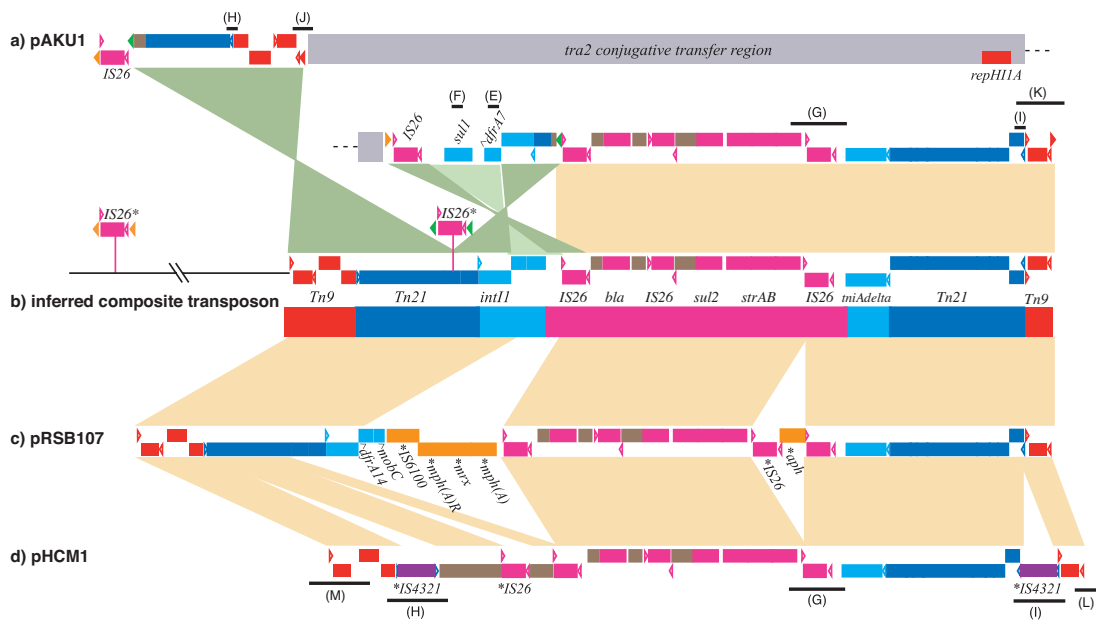 (H) (J)
a) pAKU1
tra2 conjugative transfer region
IS26
repHI1A
(K)
(F) (E)
(G)
(I)
IS26 sul1 ^dfrA7
IS26* IS26*
b) inferred composite transposon
Tn9 Tn21 intI1 IS26 bla IS26 sul2 strAB IS26 tniAdelta Tn21 Tn9
c) pRSB107
^dfrA14 ^mobC *IS6100 *mph(A)R *mrx *mph(A) *IS26 *aph
d) pHCM1
*IS4321 *IS26 *IS4321
(M) (H) (G) (I) (L)